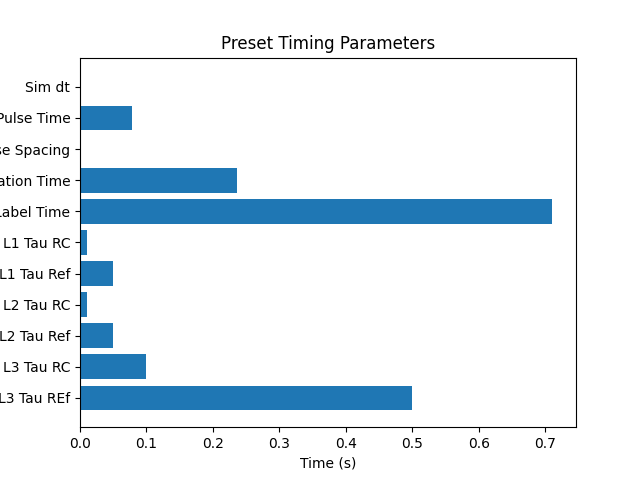 Preset Timing Parameters
Sim dt
Pulse Time
Spacing
Time
Label Time
L1 Tau RC
L1 Tau Ref
L2 Tau RC
L2 Tau Ref
L3 Tau RC
L3 Tau REf
0.0 0.1 0.2 0.3 0.4 0.5 0.6 0.7
Time (s)